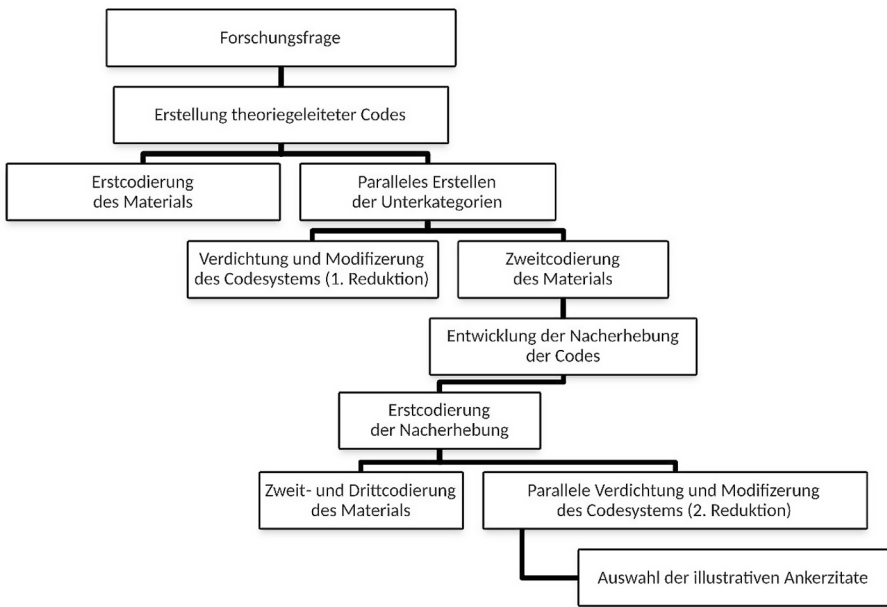 Forschungsfrage
Erstellung theoriegeleiteter Codes
Erstcodierung
des Materials
Paralleles Erstellen
der Unterkategorien
Verdichtung und Modifizerung
des Codesystems (1. Reduktion)
Zweitcodierung
des Materials
Entwicklung der Nacherhebung
der Codes
Erstcodierung
der Nacherhebung
Zweit- und Drittcodierung
des Materials
Parallele Verdichtung und Modifizerung
des Codesystems (2. Reduktion)
Auswahl der illustrativen Ankerzitate